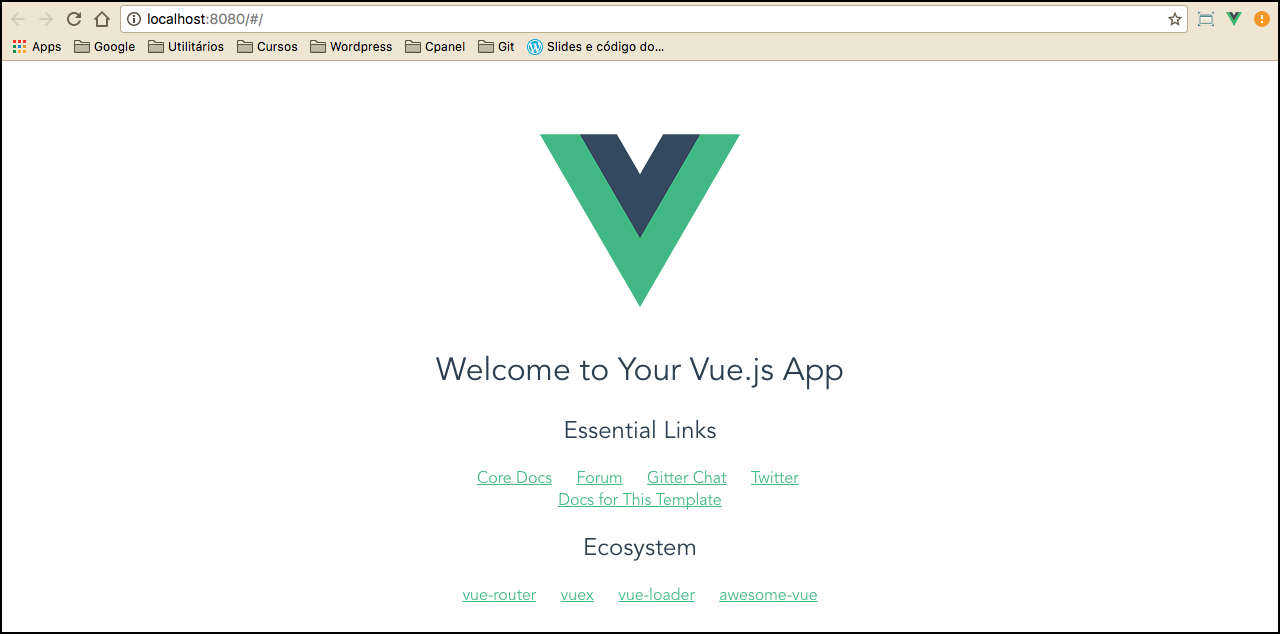 localhost:8080/#/
Apps Google Utilitários Cursos Wordpress Cpanel Git Slides e código do...
Welcome to Your Vue.js App
Essential Links
Core Docs Forum Gitter Chat Twitter
Docs for This Template
Ecosystem
vue-router vuex vue-loader awesome-vue